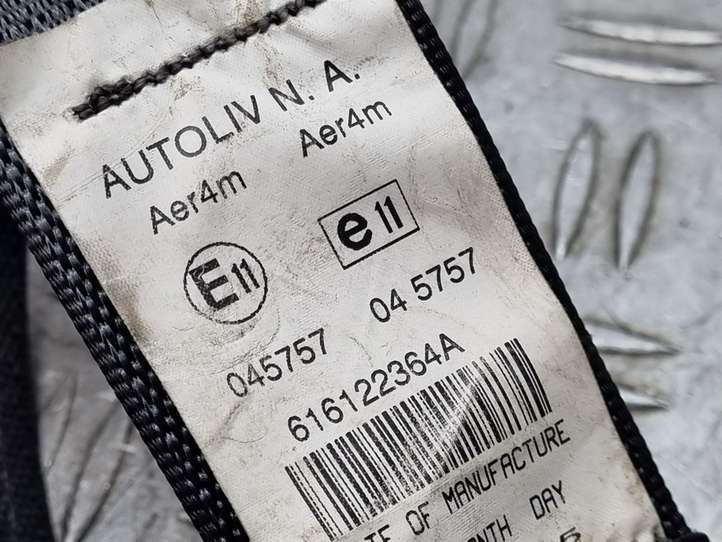 AUTOLIV N. A.
Aer4m Aer4m
E11 e11
045757 04 5757
616122364A
OF MANUFACTURE
DAY